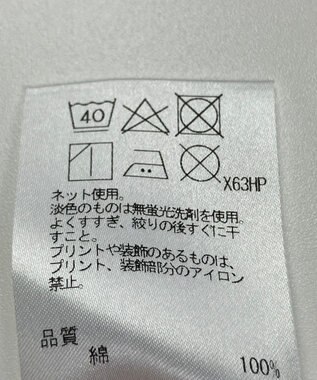 40
X63HP
ネット使用。
淡色のものは無蛍光洗剤を使用。
よくすすぎ、絞りの後すぐに干
すこと。
プリントや装飾のあるものは、
プリント、装飾部分のアイロン
禁止。
品質
綿 100%